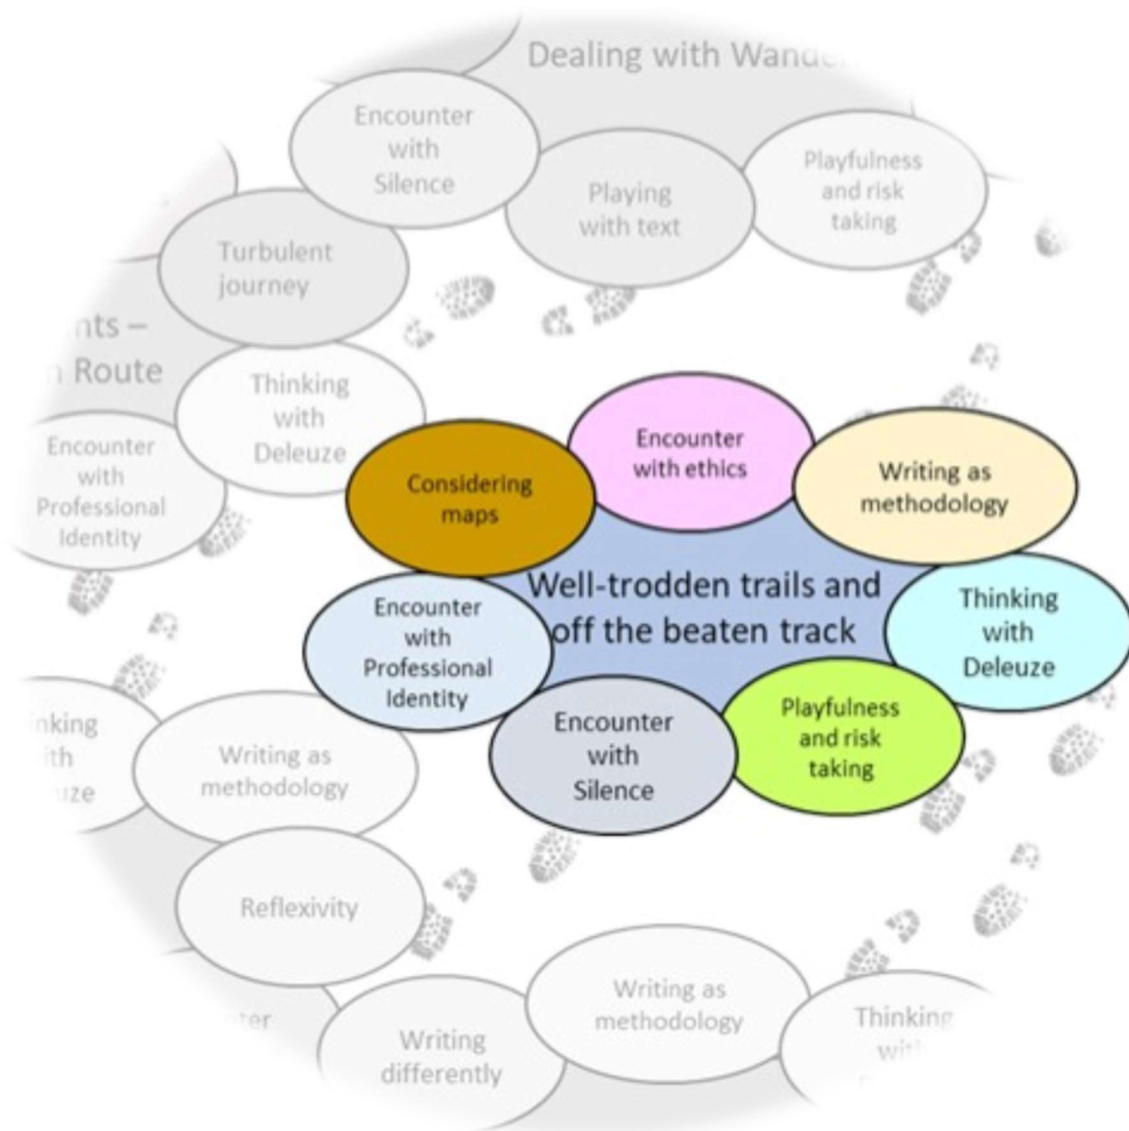 Dealing with
Encounter
with
Silence
Playing
with text
Playfulness
and risk
taking
Turbulent
journey
Route
Thinking
with
Deleuze
Encounter
with
Professional
Identity
Considering
maps
Encounter
with ethics
Writing as
methodology
Well-trodden trails and
off the beaten track
Encounter
with
Professional
Identity
Thinking
with
Deleuze
Encounter
with
Silence
Playfulness
and risk
taking
Writing as
methodology
Reflexivity
Writing
differently
Writing as
methodology
Thinking